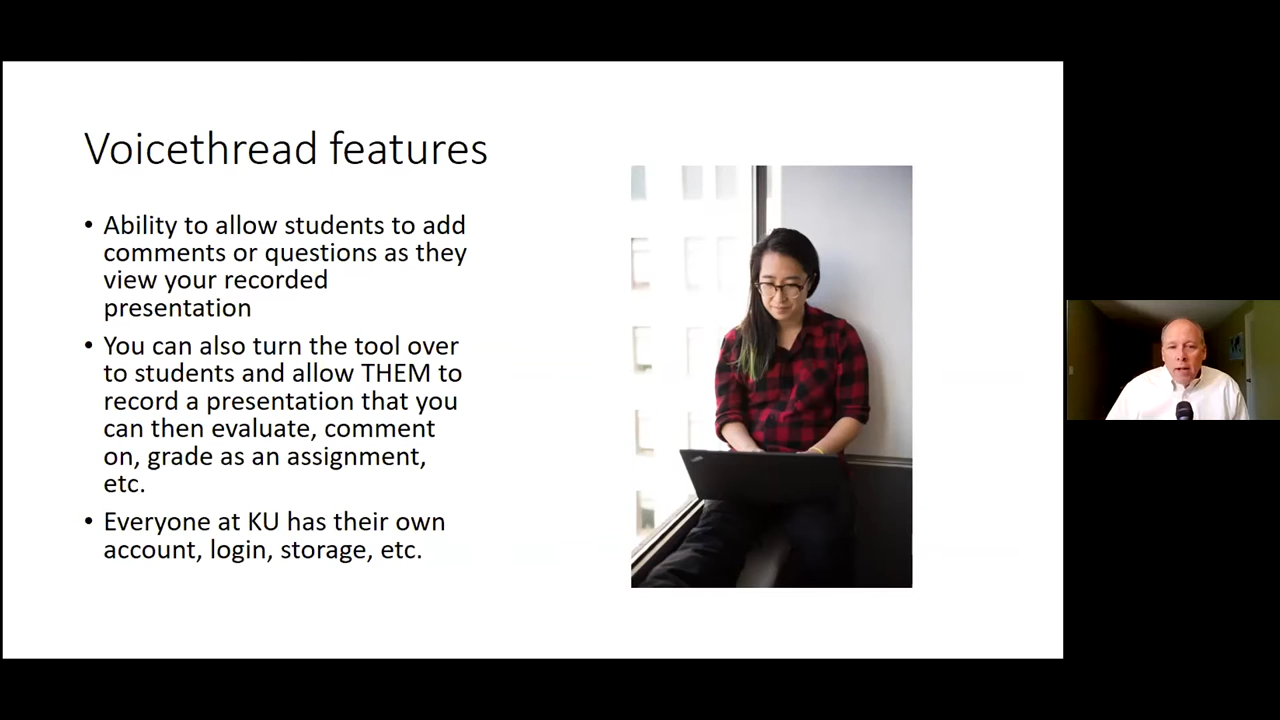 Voicethread features
• Ability to allow students to add
comments or questions as they
view your recorded
presentation
• You can also turn the tool over
to students and allow THEM to
record a presentation that you
can then evaluate, comment
on, grade as an assignment,
etc.
• Everyone at KU has their own
account, login, storage, etc.